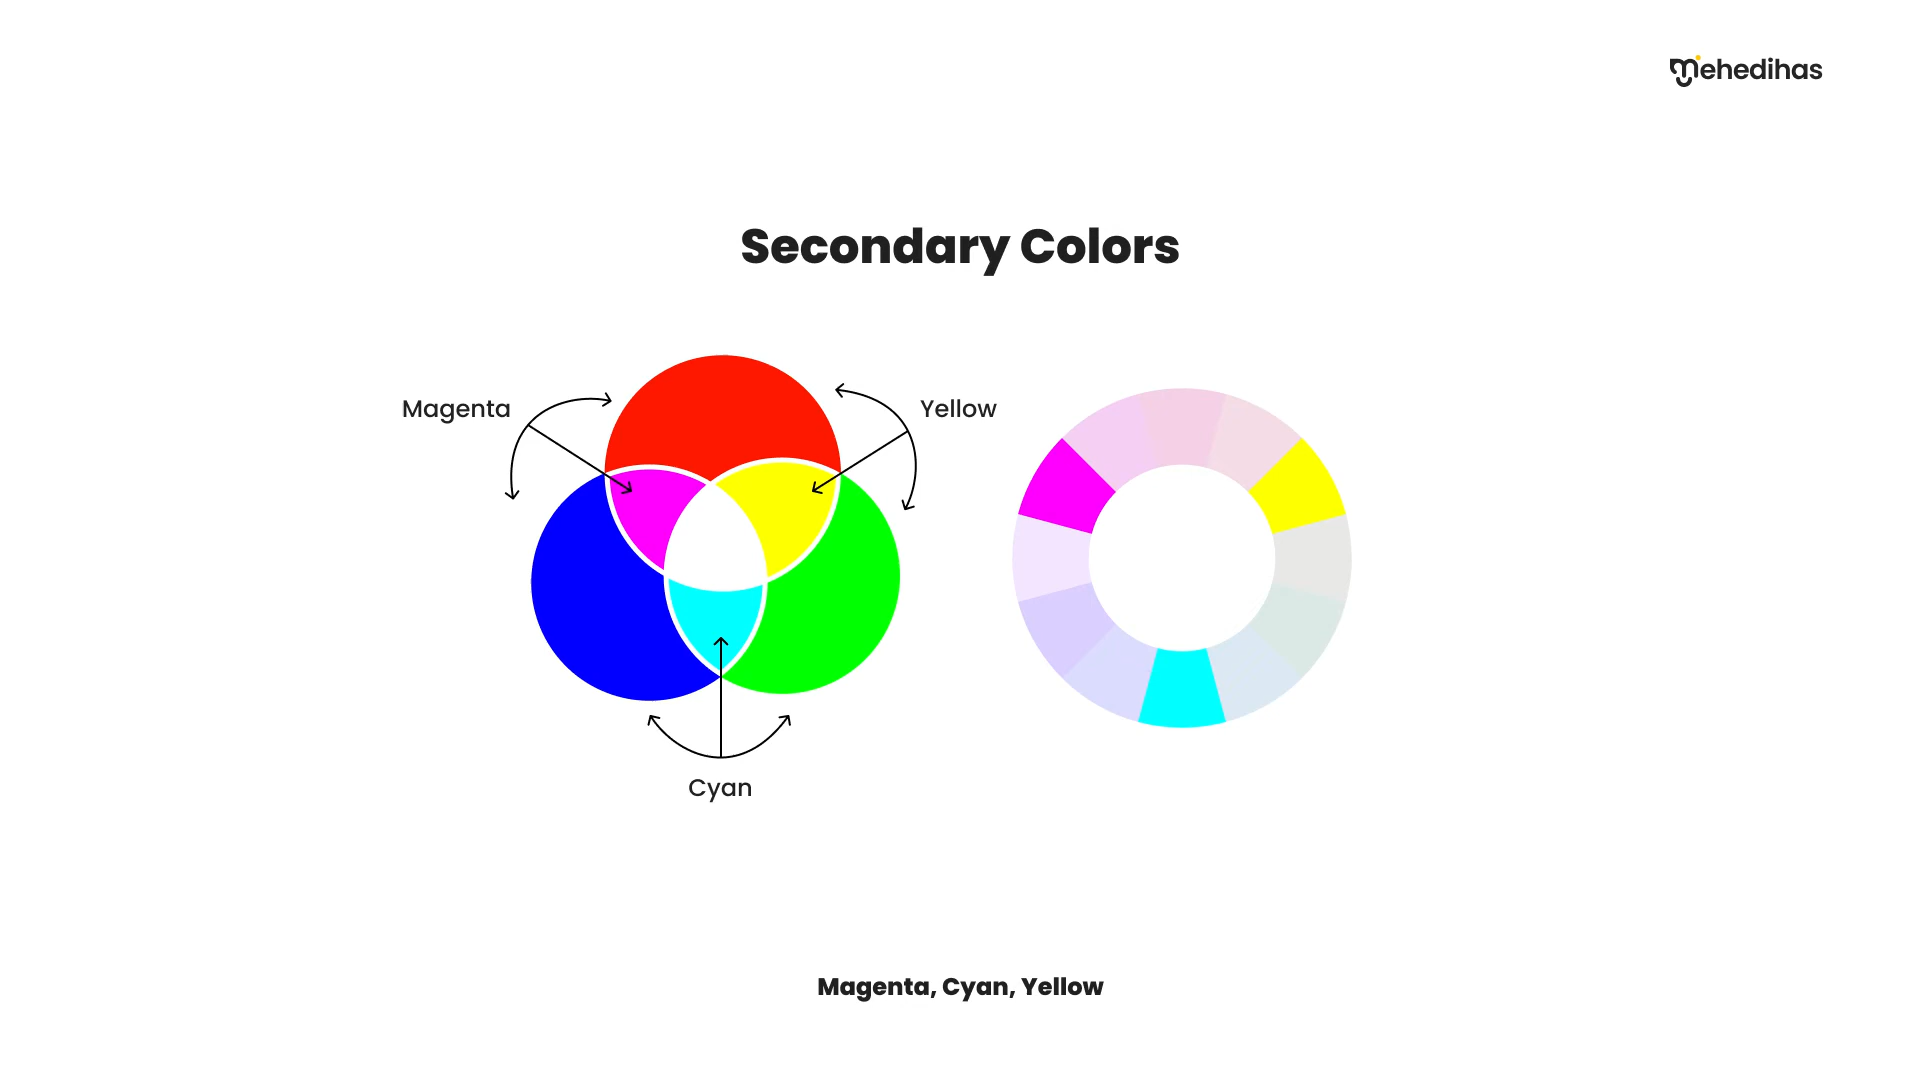 mehedihas
Secondary Colors
Magenta
Yellow
Cyan
Magenta, Cyan, Yellow